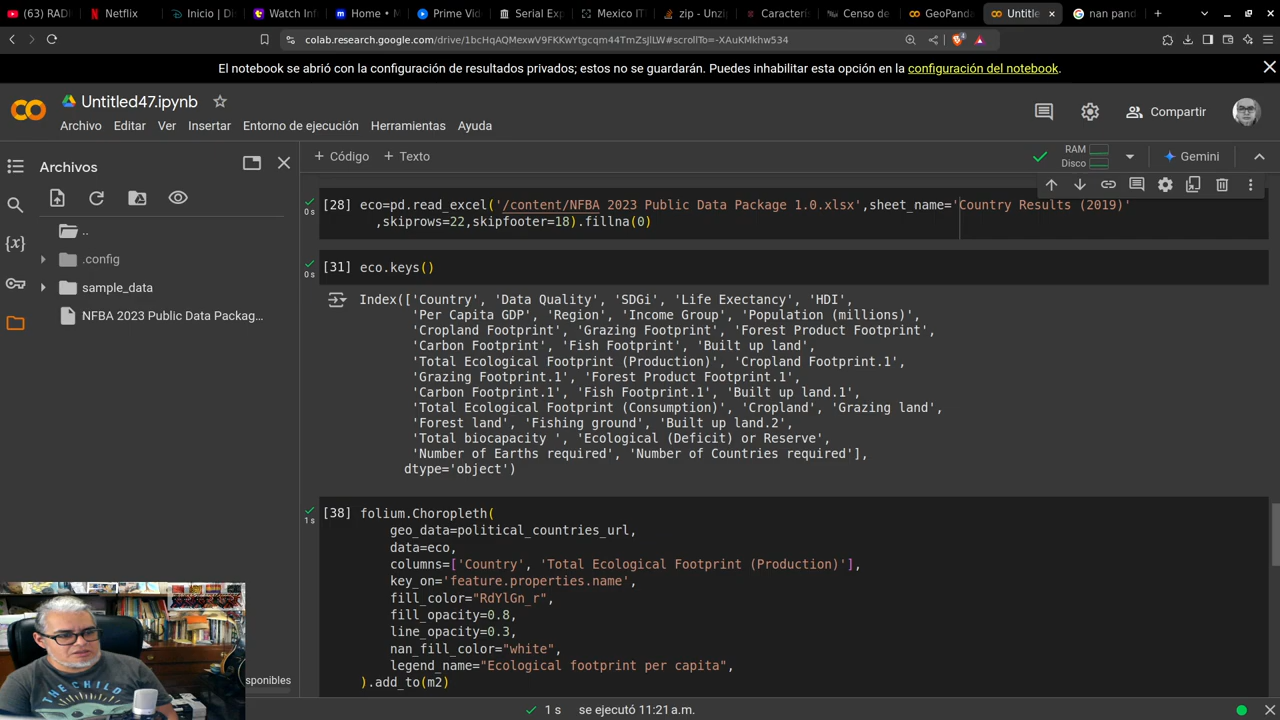 (63) RADI
Netflix
Inicio | Di
Watch Inf
Home • M
Prime Vid
Serial Exp
Mexico ITR
zip - Unzip
Caracterís
Censo de
GeoPanda
Untitle
nan pand
colab.research.google.com/drive/1bcHqAQMexwV9FKKwYtgcqm44TmZsJlLW#scrollTo=-XAuKMkhw534
El notebook se abrió con la configuración de resultados privados; estos no se guardarán. Puedes inhabilitar esta opción en la configuración del notebook.
Untitled47.ipynb
Archivo Editar Ver Insertar Entorno de ejecución Herramientas Ayuda
Compartir
Archivos
+ Código + Texto
RAM
Disco
Gemini
..
.config
sample_data
NFBA 2023 Public Data Packag...
[28] eco=pd.read_excel('/content/NFBA 2023 Public Data Package 1.0.xlsx',sheet_name='Country Results (2019)'
,skiprows=22,skipfooter=18).fillna(0)
0s
[31] eco.keys()
0s
Index(['Country', 'Data Quality', 'SDGi', 'Life Exectancy', 'HDI',
'Per Capita GDP', 'Region', 'Income Group', 'Population (millions)',
'Cropland Footprint', 'Grazing Footprint', 'Forest Product Footprint',
'Carbon Footprint', 'Fish Footprint', 'Built up land',
'Total Ecological Footprint (Production)', 'Cropland Footprint.1',
'Grazing Footprint.1', 'Forest Product Footprint.1',
'Carbon Footprint.1', 'Fish Footprint.1', 'Built up land.1',
'Total Ecological Footprint (Consumption)', 'Cropland', 'Grazing land',
'Forest land', 'Fishing ground', 'Built up land.2',
'Total biocapacity ', 'Ecological (Deficit) or Reserve',
'Number of Earths required', 'Number of Countries required'],
dtype='object')
[38] folium.Choropleth(
1s
geo_data=political_countries_url,
data=eco,
columns=['Country', 'Total Ecological Footprint (Production)'],
key_on='feature.properties.name',
fill_color="RdYlGn_r",
fill_opacity=0.8,
line_opacity=0.3,
nan_fill_color="white",
legend_name="Ecological footprint per capita",
).add_to(m2)
sponibles
THE CHILD
1 s se ejecutó 11:21 a.m.